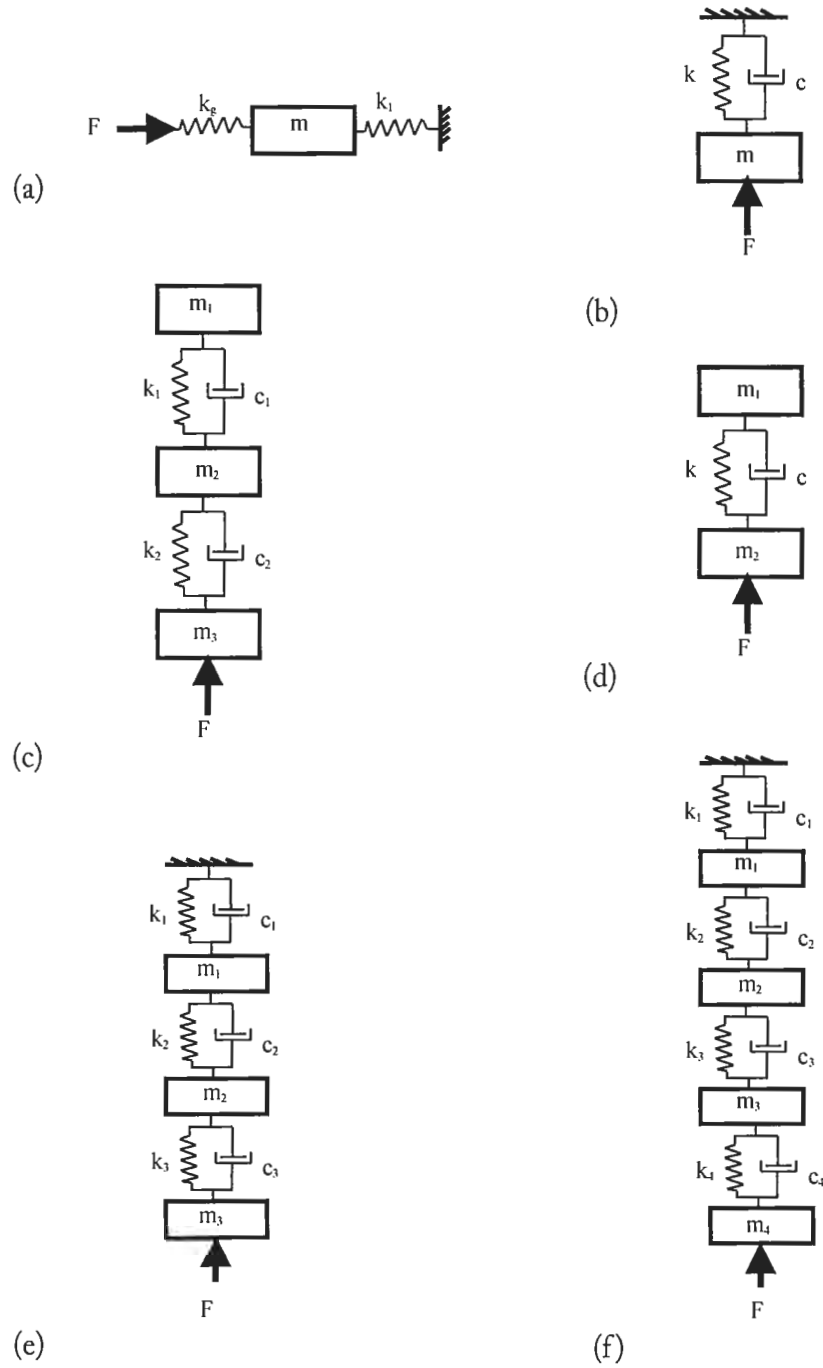 F k_g m k_1
(a)
k c
m
F
(b)
m_1
k_1 c_1
m_2
k_2 c_2
m_3
F
(c)
m_1
k c
m_2
F
(d)
k_1 c_1
m_1
k_2 c_2
m_2
k_3 c_3
m_3
F
(e)
k_1 c_1
m_1
k_2 c_2
m_2
k_3 c_3
m_3
k_4 c_4
m_4
F
(f)